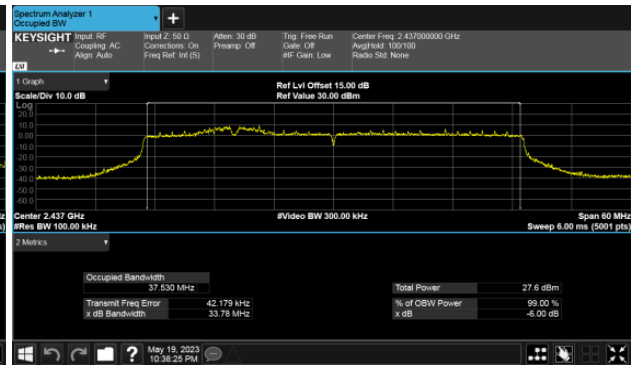 Spectrum Analyzer 1
Occupied BW
+
KEYSIGHT Input: RF Input Z: 50 Ω Atten: 30 dB Trig: Free Run Center Freq: 2.437000000 GHz
Coupling: AC Corrections: On Preamp: Off Gate: Off Avg|Hold: 100/100
Align: Auto Freq Ref: Int (S) #IF Gain: Low Radio Std: None
LXI
1 Graph
Ref Lvl Offset 15.00 dB
Scale/Div 10.0 dB Ref Value 30.00 dBm
Log
20.0
10.0
0.00
-10.0
-20.0
-30.0
-40.0
-50.0
-60.0
Center 2.437 GHz #Video BW 300.00 kHz Span 60 MHz
#Res BW 100.00 kHz Sweep 6.00 ms (5001 pts)
2 Metrics
Occupied Bandwidth
37.530 MHz Total Power 27.6 dBm
Transmit Freq Error 42.179 kHz % of OBW Power 99.00 %
x dB Bandwidth 33.78 MHz x dB -6.00 dB
? May 19, 2023
10:38:25 PM